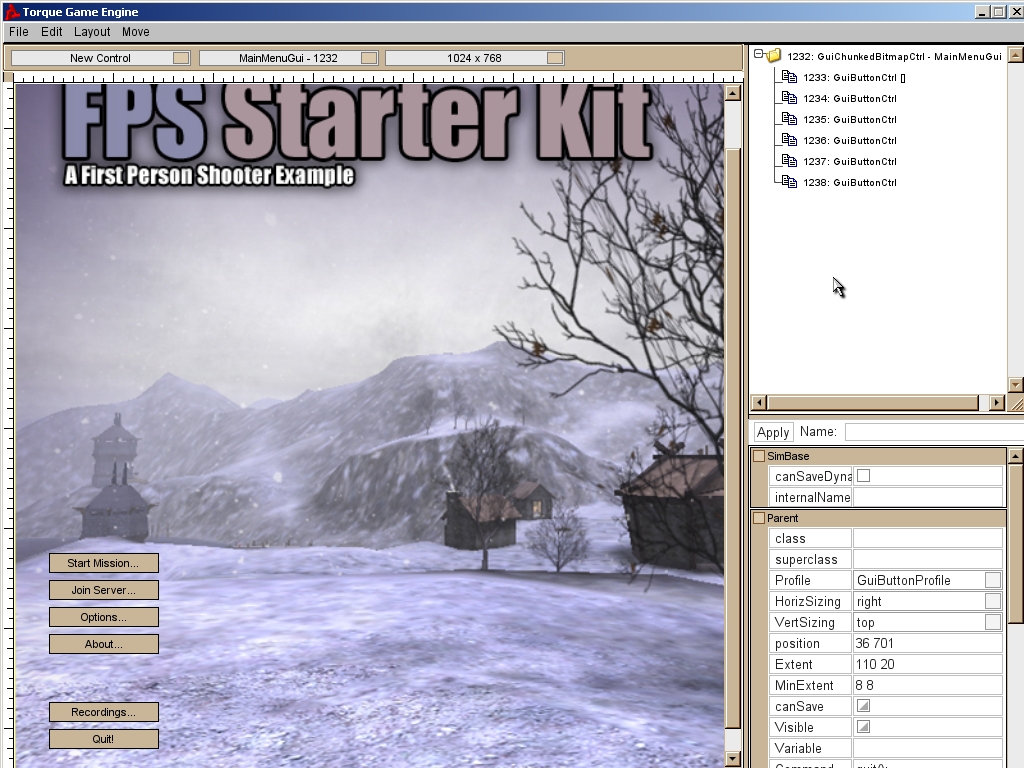 Torque Game Engine
File Edit Layout Move
New Control
MainMenuGui - 1232
1024 x 768
FPS Starter Kit
A First Person Shooter Example
Start Mission...
Join Server...
Options...
About...
Recordings...
Quit!
1232: GuiChunkedBitmapCtrl - MainMenuGui
1233: GuiButtonCtrl []
1234: GuiButtonCtrl
1235: GuiButtonCtrl
1236: GuiButtonCtrl
1237: GuiButtonCtrl
1238: GuiButtonCtrl
Apply Name:
SimBase
canSaveDyna
internalName
Parent
class
superclass
Profile GuiButtonProfile
HorizSizing right
VertSizing top
position 36 701
Extent 110 20
MinExtent 8 8
canSave
Visible
Variable
Command quit();